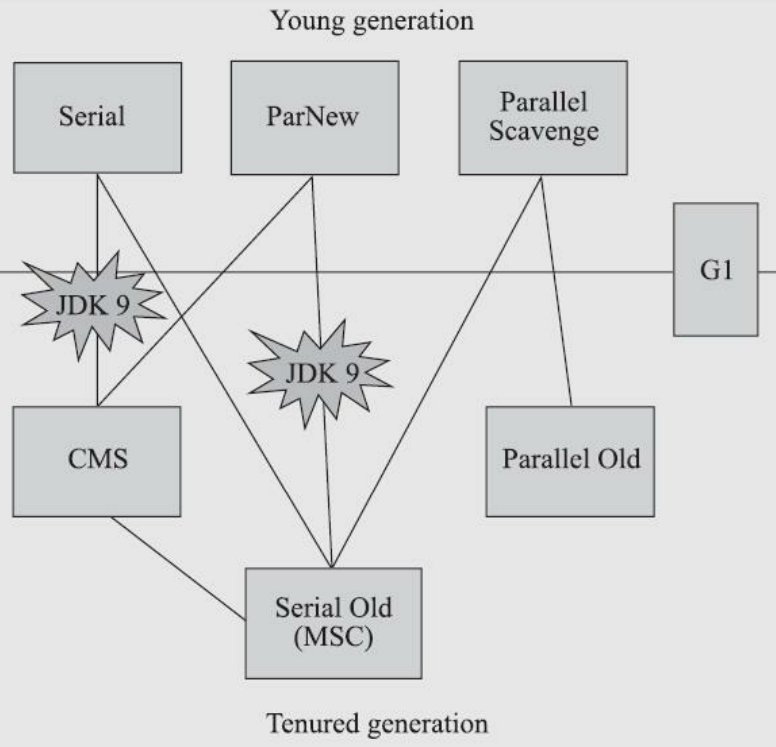 Young generation
Serial
ParNew
Parallel
Scavenge
G1
JDK 9
JDK 9
CMS
Parallel Old
Serial Old
(MSC)
Tenured generation